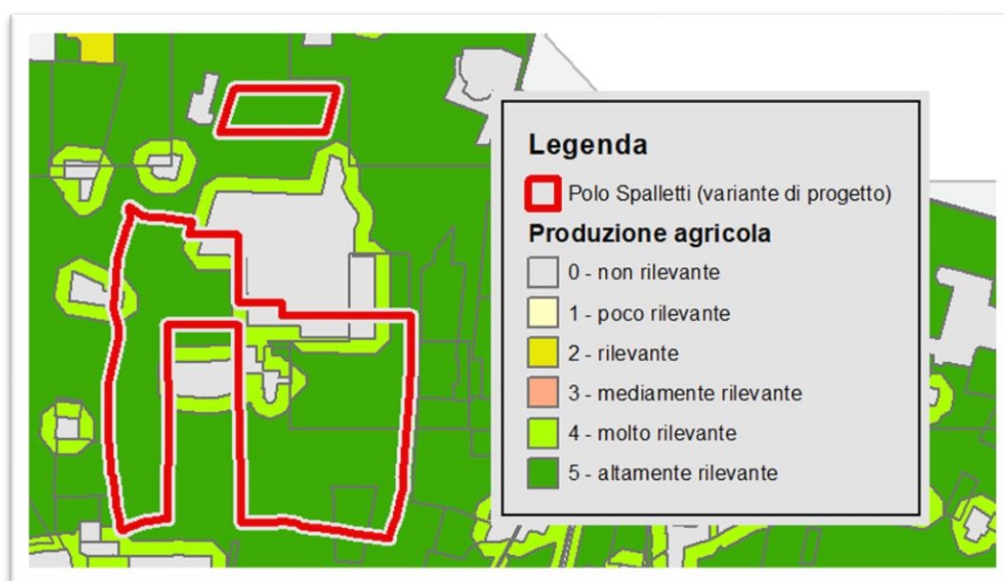 Legenda
Polo Spalletti (variante di progetto)
Produzione agricola
0 - non rilevante
1 - poco rilevante
2 - rilevante
3 - mediamente rilevante
4 - molto rilevante
5 - altamente rilevante